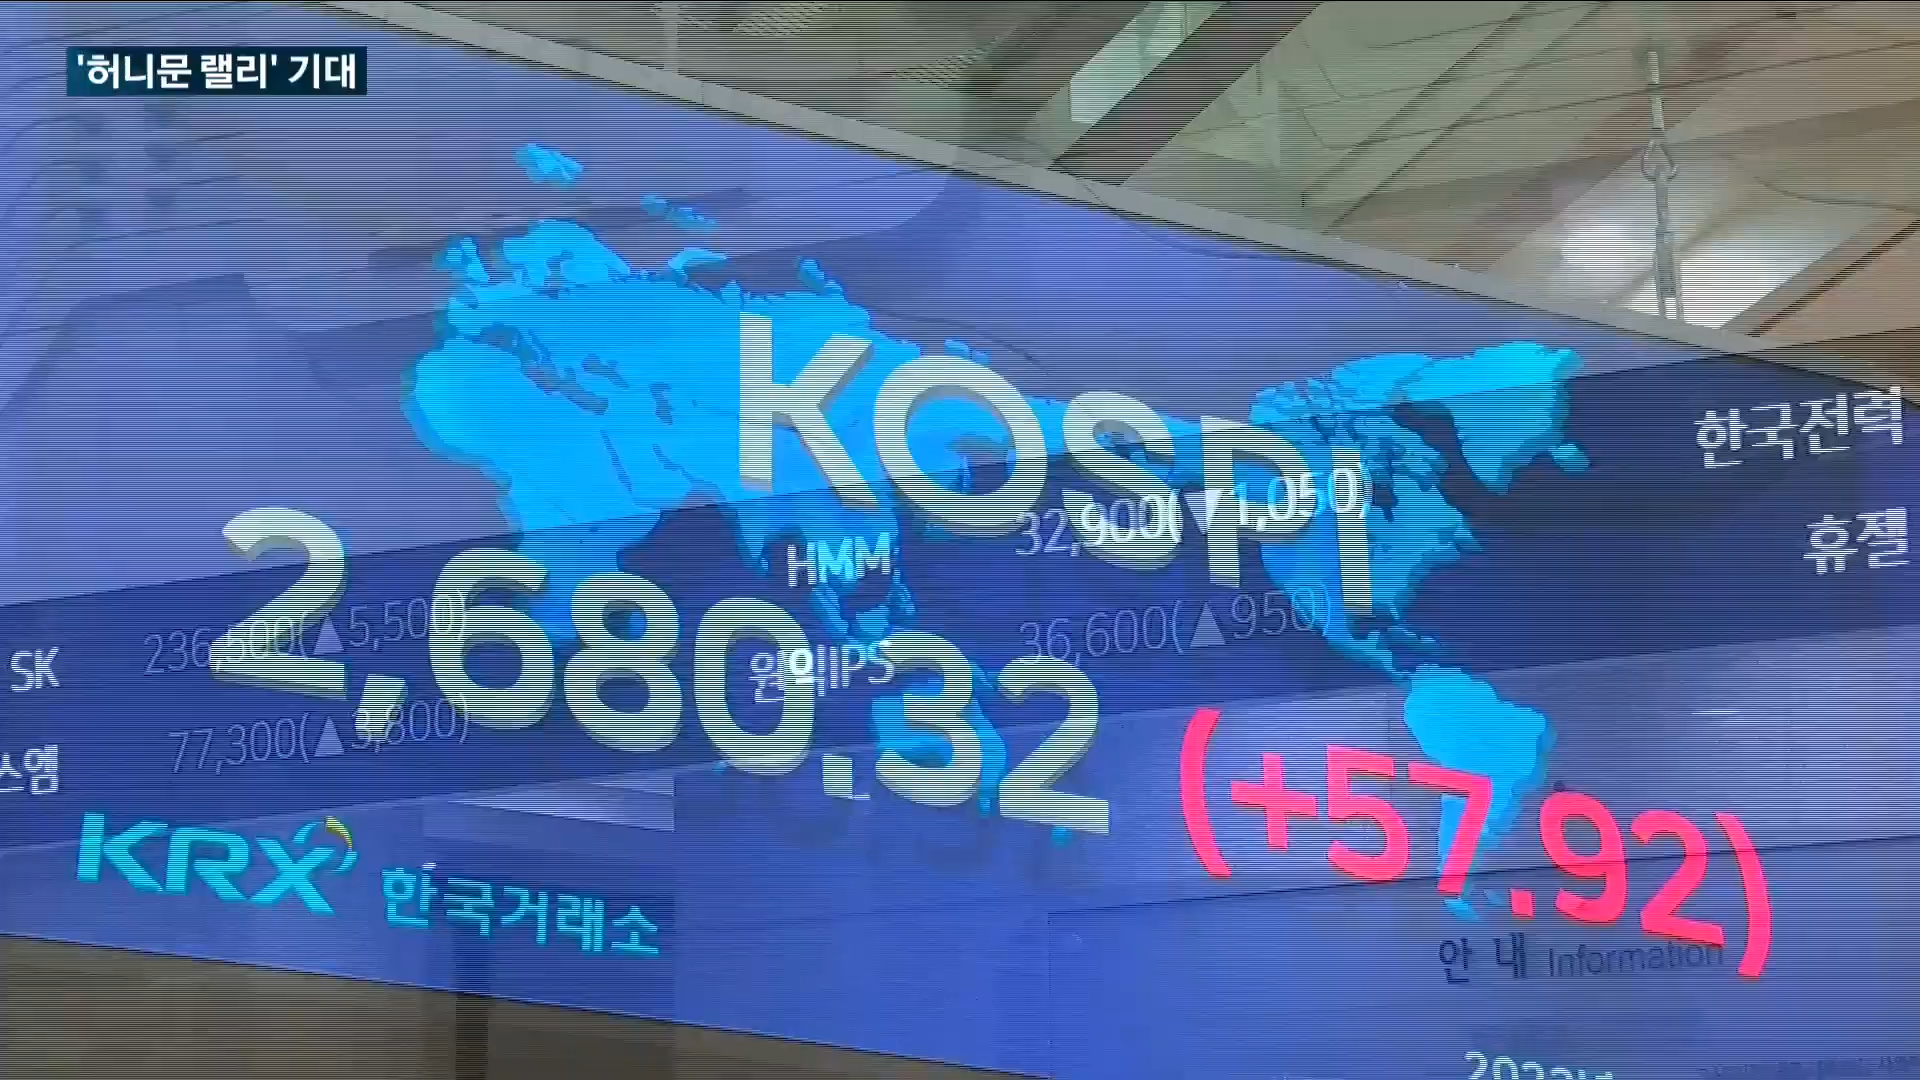 '허니문 랠리' 기대
KOSPI
2,680.32
(+57.92)
한국전력
휴젤
HMM
32,900(▼1,050)
원익IPS
36,600(▲950)
SK
236,500(▲5,500)
스엠
77,300(▲3,800)
KRX 한국거래소
안 내 Information